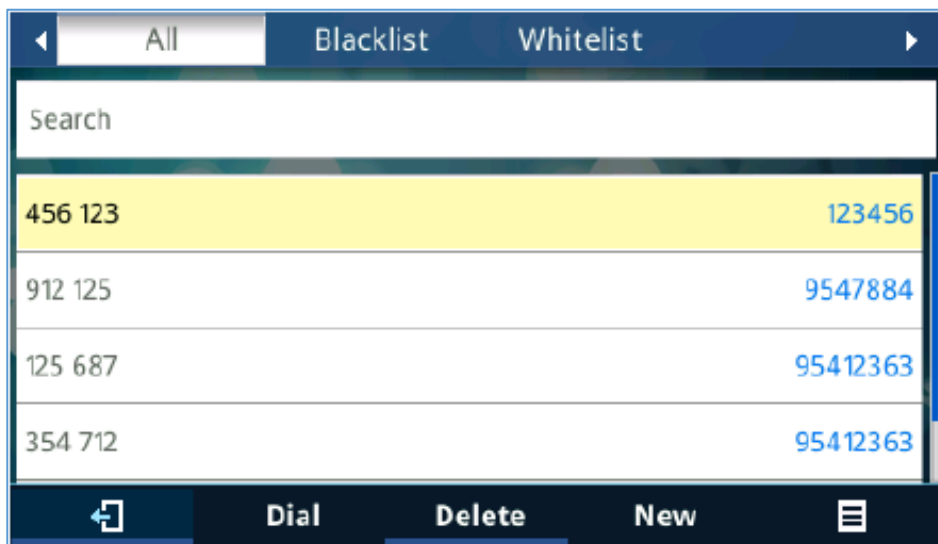 All Blacklist Whitelist
Search
456 123 123456
912 125 9547884
125 687 95412363
354 712 95412363
Dial Delete New